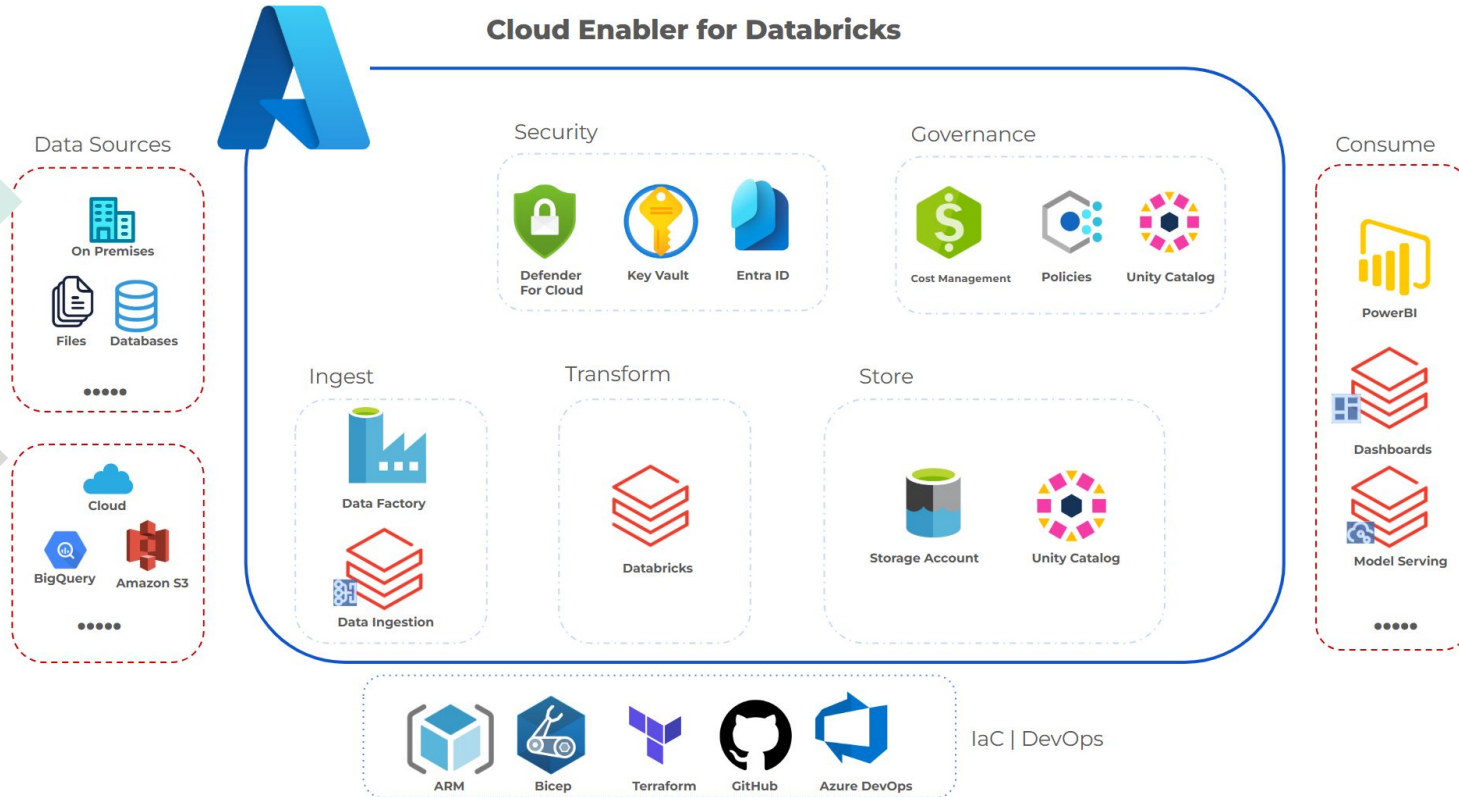 Cloud Enabler for Databricks
Data Sources
On Premises
Files
Databases
Cloud
BigQuery
Amazon S3
Security
Defender
For Cloud
Key Vault
Entra ID
Governance
Cost Management
Policies
Unity Catalog
Ingest
Data Factory
Data Ingestion
Transform
Databricks
Store
Storage Account
Unity Catalog
Consume
PowerBI
Dashboards
Model Serving
ARM
Bicep
Terraform
GitHub
Azure DevOps
IaC | DevOps